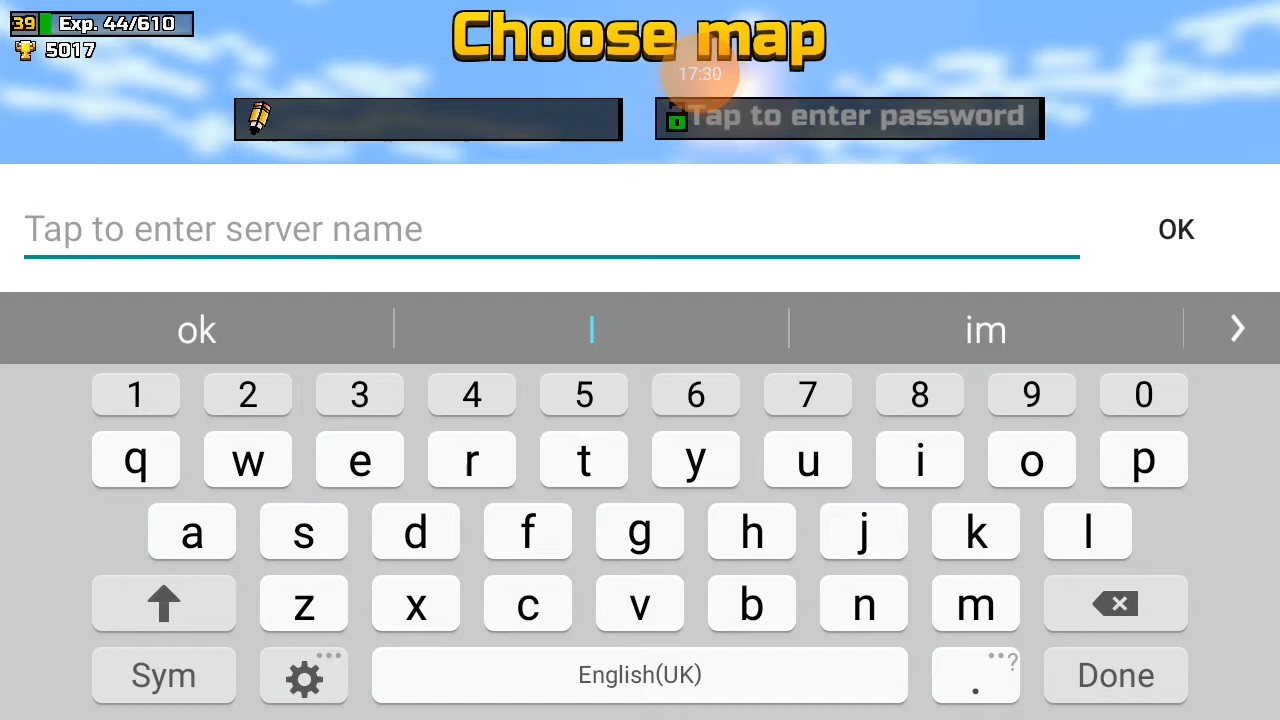 39 Exp. 44/610
5017
Choose map
17:30
Tap to enter password
Tap to enter server name
OK
ok I im
1 2 3 4 5 6 7 8 9 0
q w e r t y u i o p
a s d f g h j k l
z x c v b n m
Sym English(UK) . ? Done